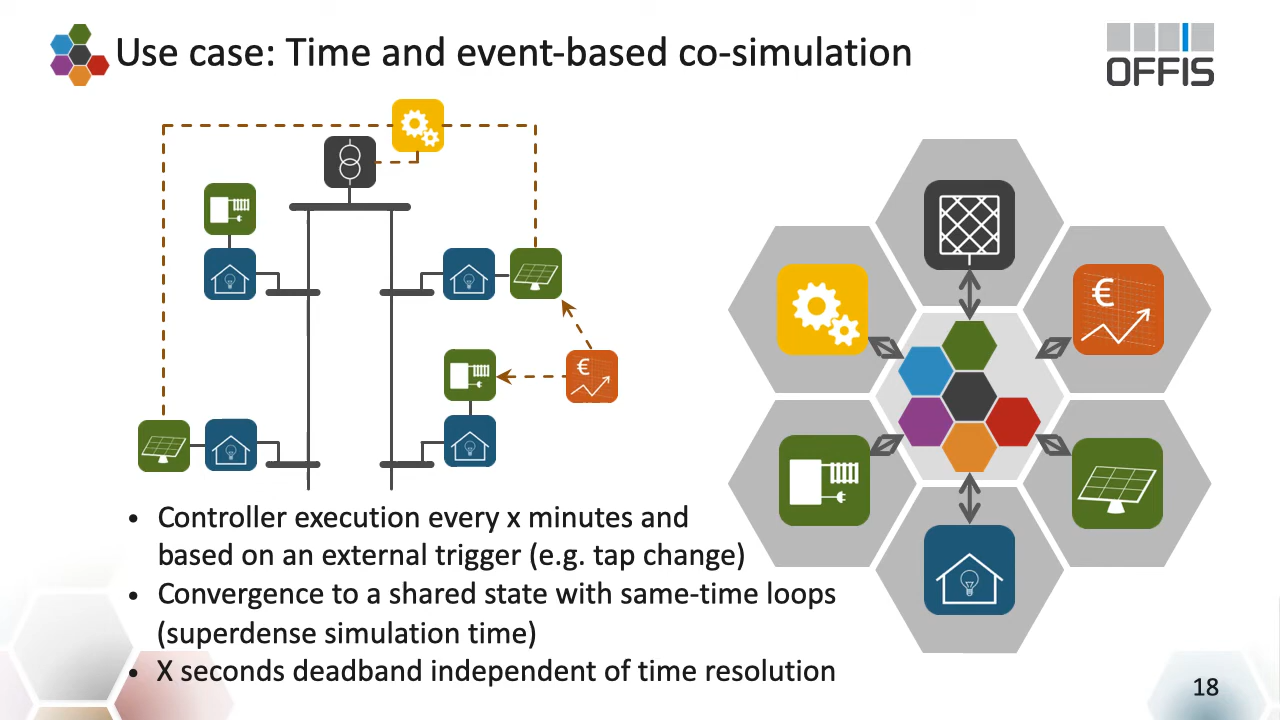 Use case: Time and event-based co-simulation
OFFIS
€
€
• Controller execution every x minutes and
based on an external trigger (e.g. tap change)
• Convergence to a shared state with same-time loops
(superdense simulation time)
• X seconds deadband independent of time resolution
18